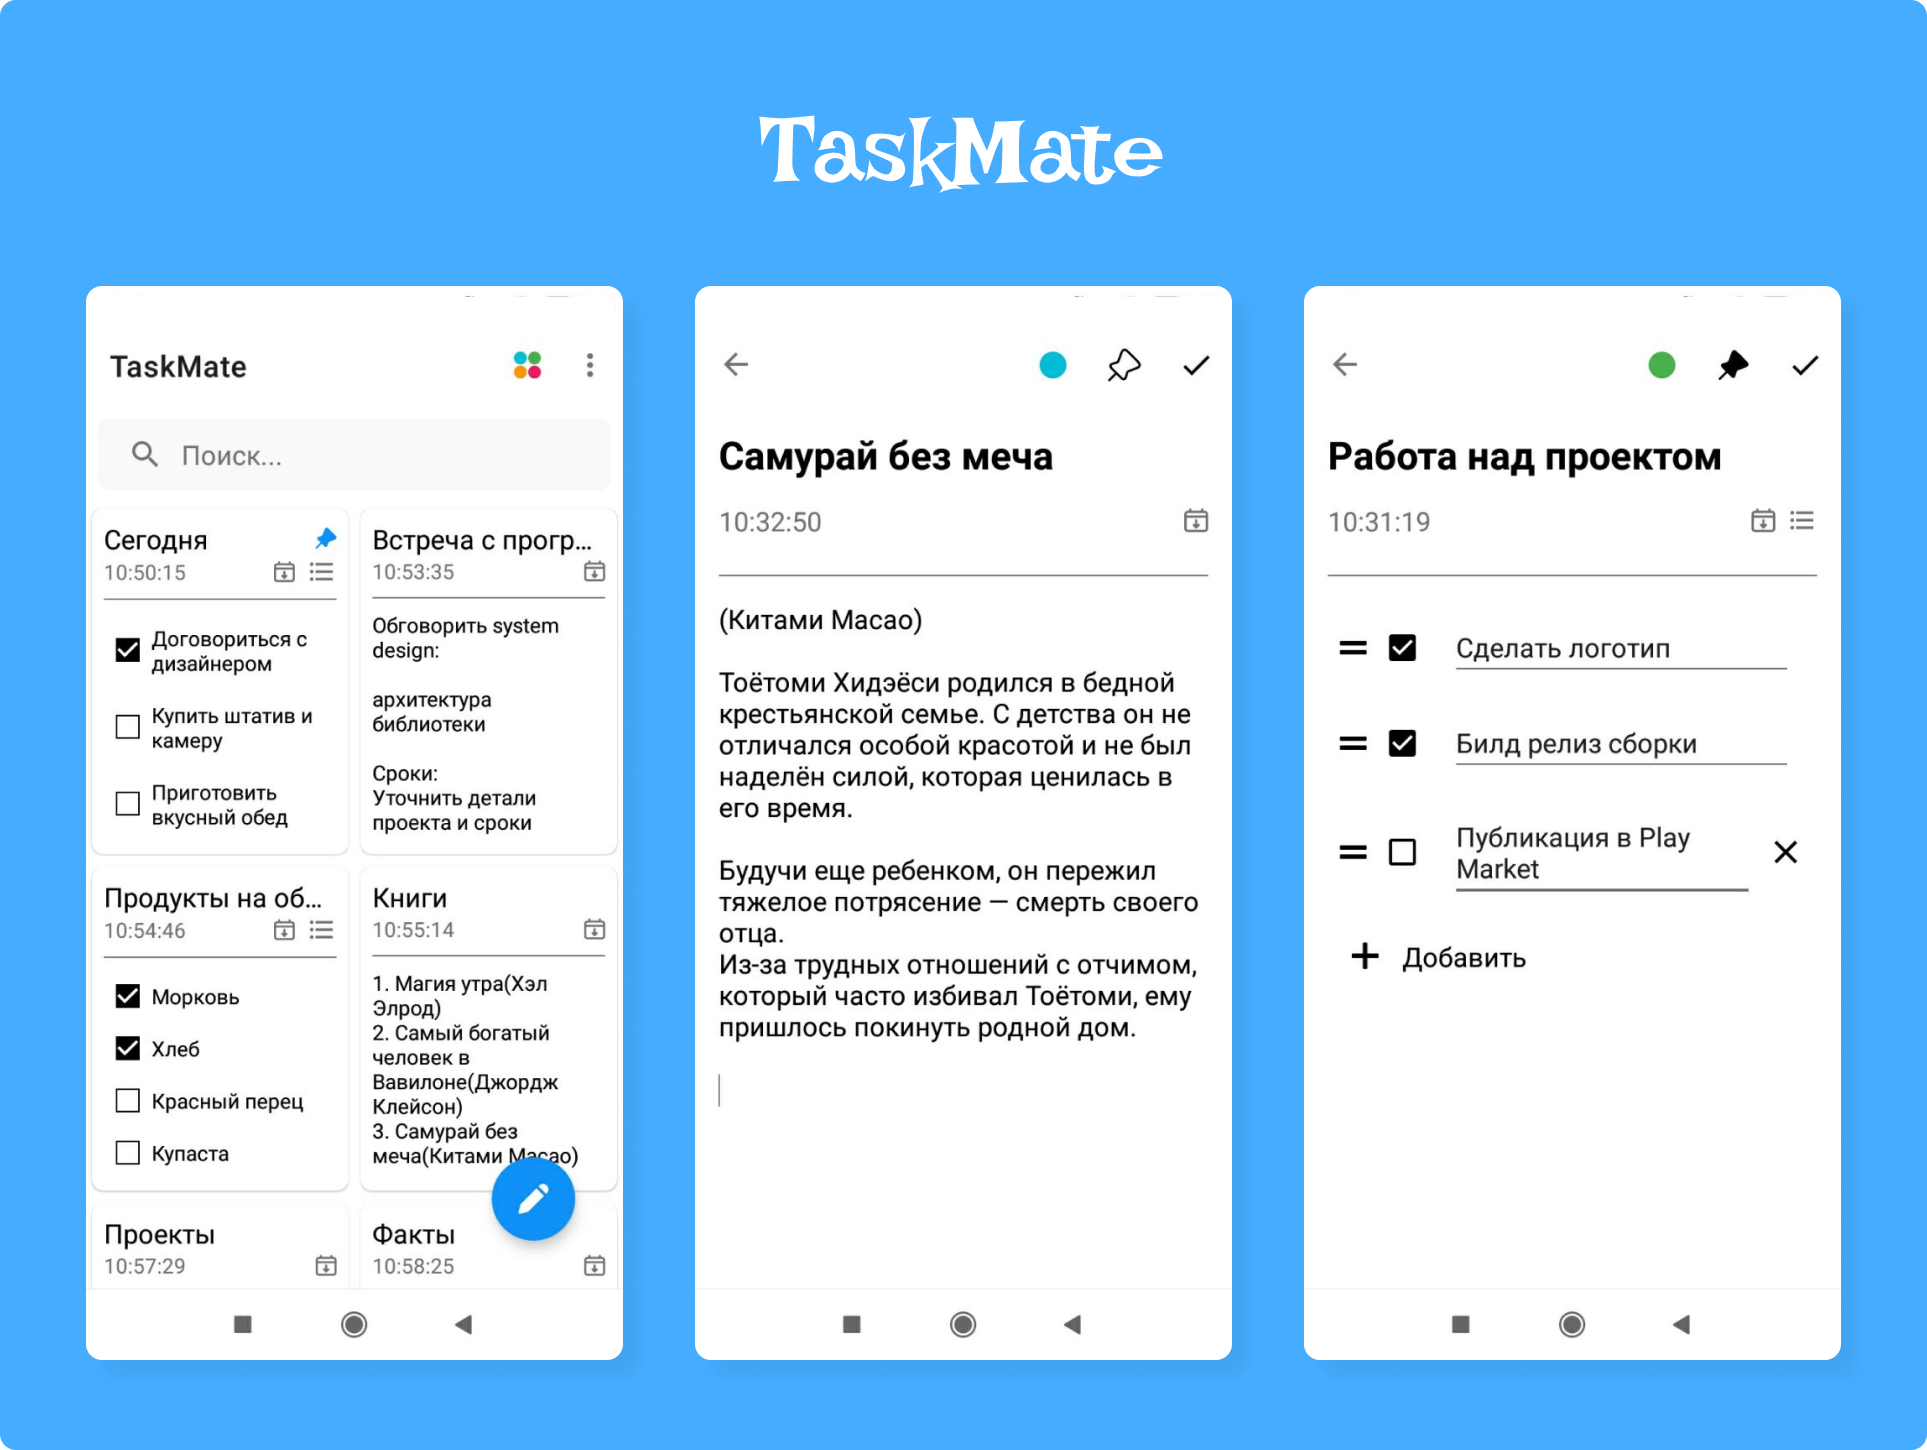 TaskMate
TaskMate
Поиск...
Сегодня
10:50:15
Договориться с
дизайнером
Купить штатив и
камеру
Приготовить
вкусный обед
Встреча с прогр...
10:53:35
Обговорить system
design:
архитектура
библиотеки
Сроки:
Уточнить детали
проекта и сроки
Продукты на об...
10:54:46
Морковь
Хлеб
Красный перец
Купаста
Книги
10:55:14
1. Магия утра(Хэл
Элрод)
2. Самый богатый
человек в
Вавилоне(Джордж
Клейсон)
3. Самурай без
меча(Китами Масао)
Проекты
10:57:29
Факты
10:58:25
Самурай без меча
10:32:50
(Китами Масао)
Тоётоми Хидэёси родился в бедной
крестьянской семье. С детства он не
отличался особой красотой и не был
наделён силой, которая ценилась в
его время.
Будучи еще ребенком, он пережил
тяжелое потрясение — смерть своего
отца.
Из-за трудных отношений с отчимом,
который часто избивал Тоётоми, ему
пришлось покинуть родной дом.
Работа над проектом
10:31:19
Сделать логотип
Билд релиз сборки
Публикация в Play
Market
Добавить